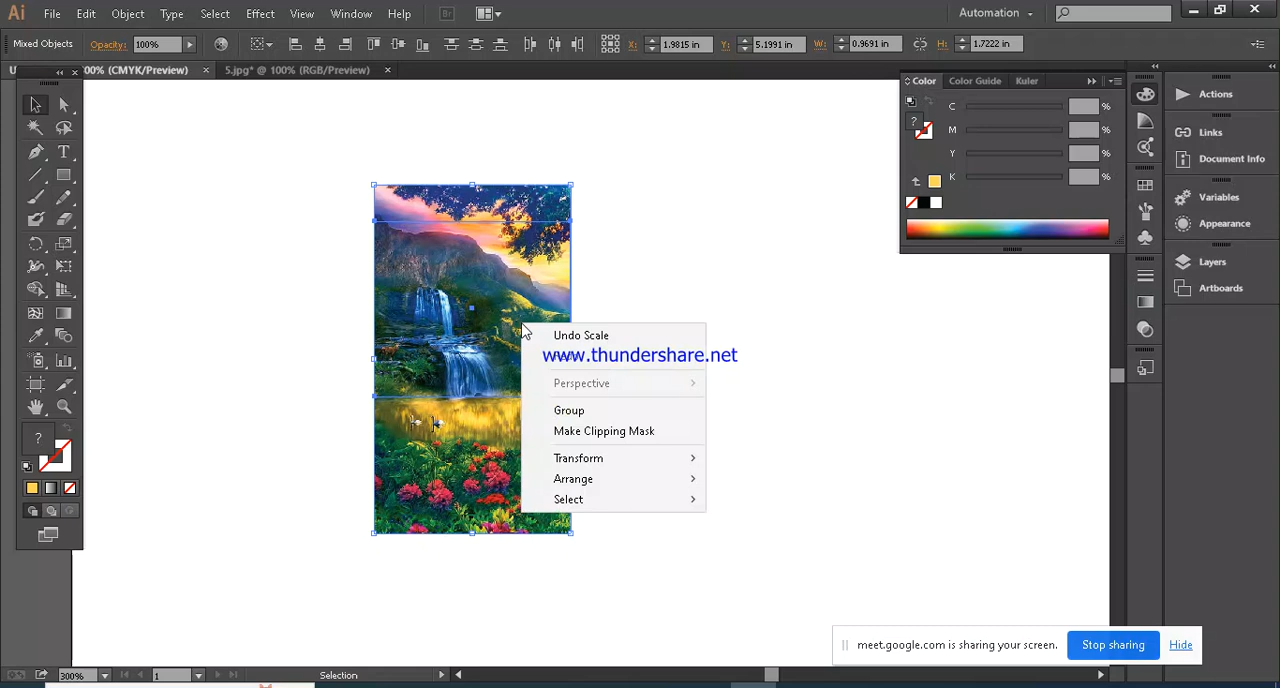 Ai File Edit Object Type Select Effect View Window Help Br Automation
Mixed Objects Opacity: 100% X: 1.9815 in Y: 5.1991 in W: 0.9691 in H: 1.7222 in
00% (CMYK/Preview) × 5.jpg* @ 100% (RGB/Preview) ×
Color Color Guide Kuler
C %
M %
Y %
K %
Actions
Links
Document Info
Variables
Appearance
Layers
Artboards
Undo Scale
www.thundershare.net
Perspective
Group
Make Clipping Mask
Transform
Arrange
Select
meet.google.com is sharing your screen. Stop sharing Hide
300% 1 Selection